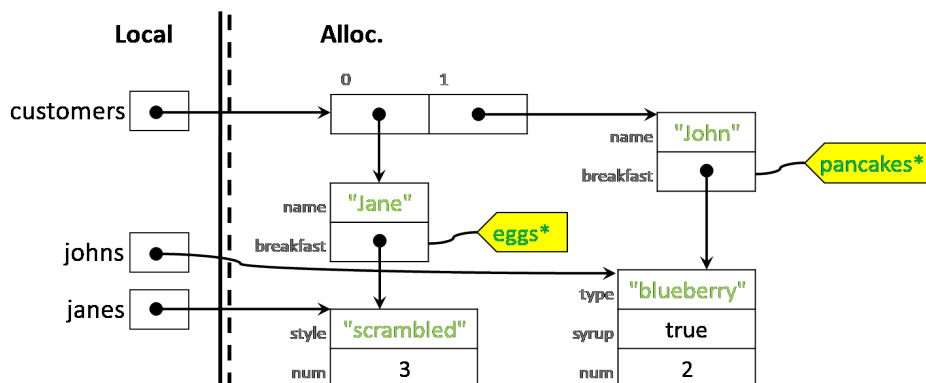 Local Alloc.
0 1
customers
name "John"
breakfast pancakes*
name "Jane"
breakfast eggs*
johns
type "blueberry"
janes
style "scrambled" syrup true
num 3 num 2